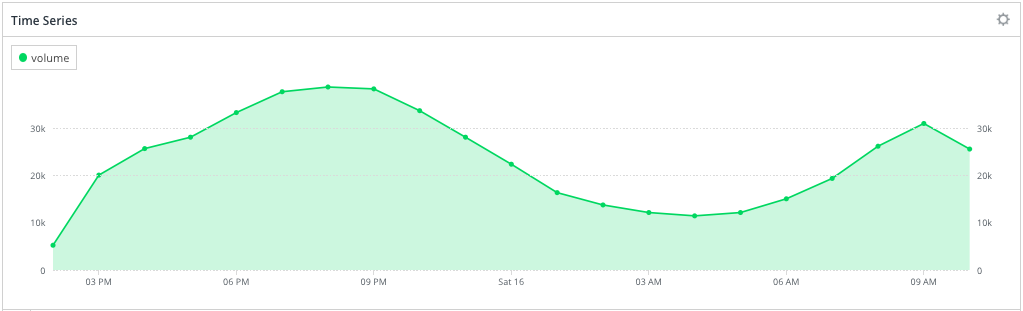 Time Series
volume
30k 30k
20k 20k
10k 10k
0 0
03 PM 06 PM 09 PM Sat 16 03 AM 06 AM 09 AM